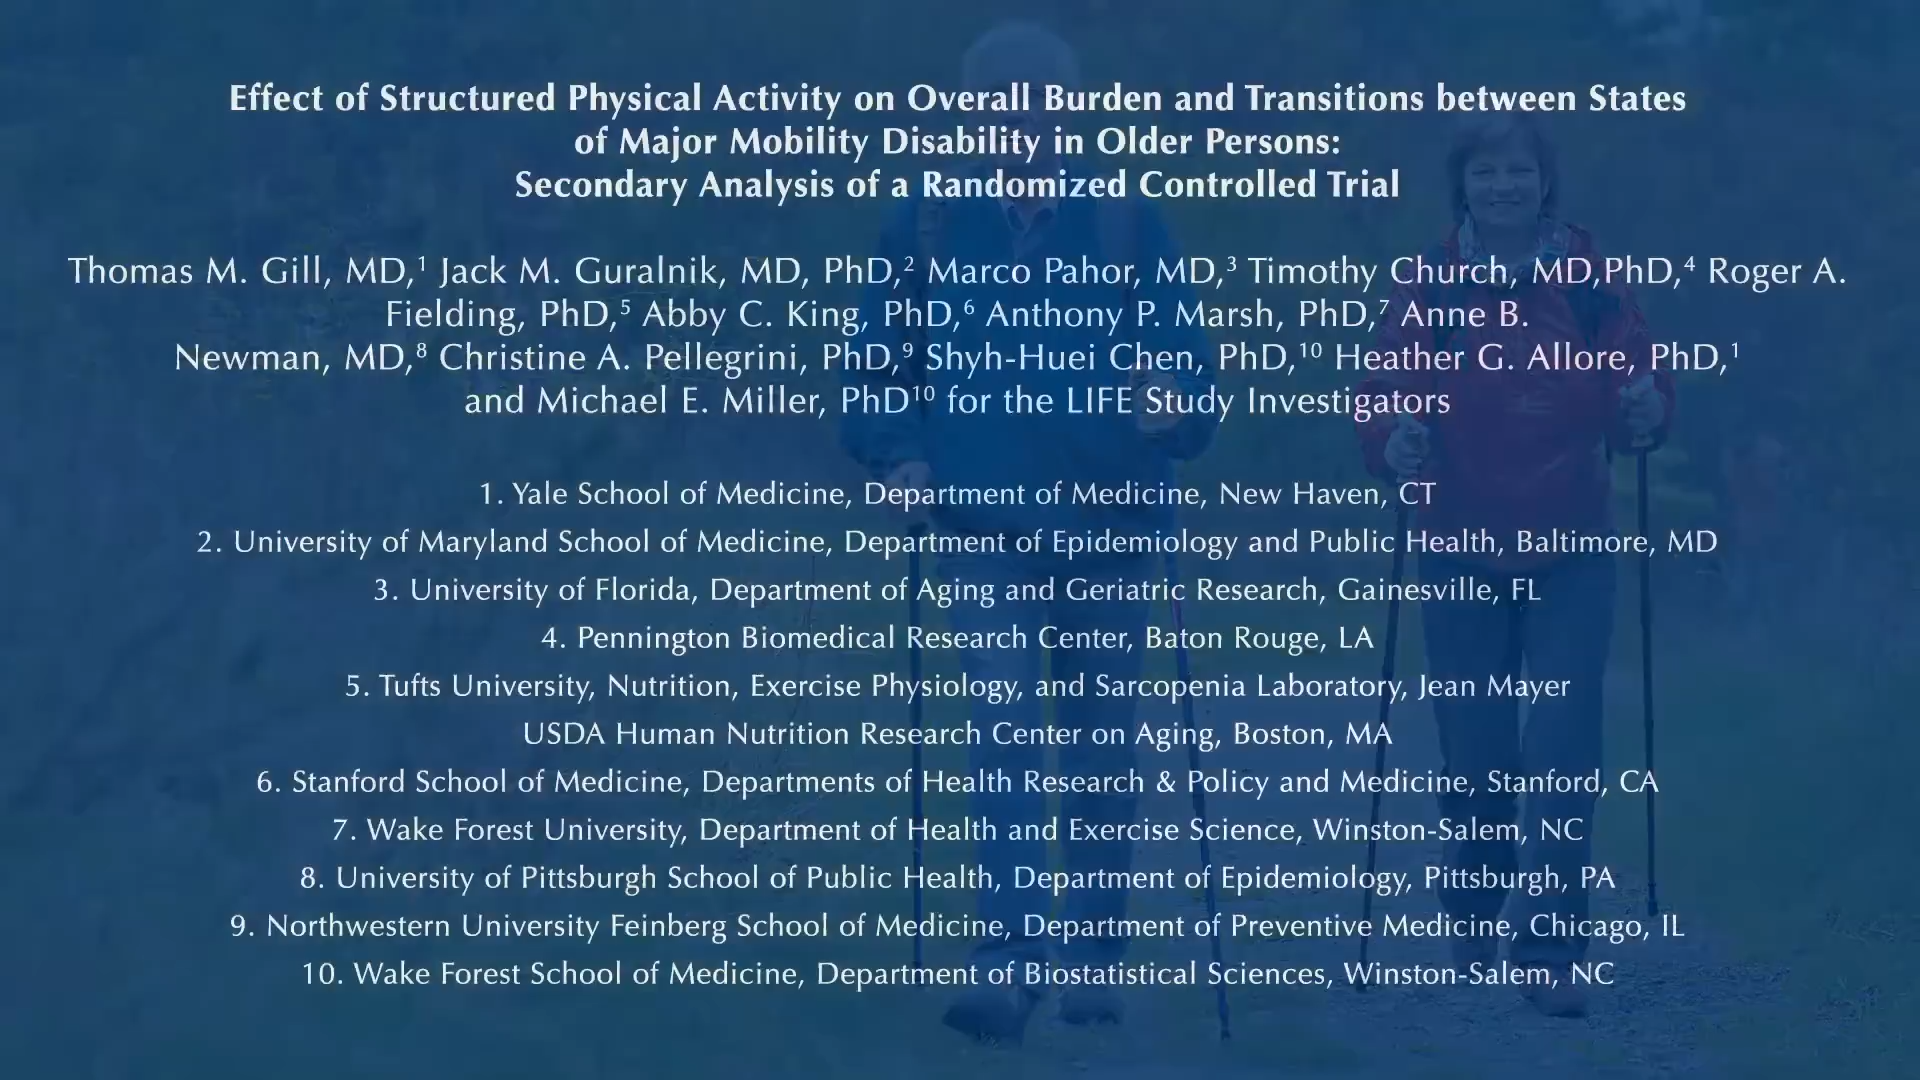 Effect of Structured Physical Activity on Overall Burden and Transitions between States
of Major Mobility Disability in Older Persons:
Secondary Analysis of a Randomized Controlled Trial
Thomas M. Gill, MD,¹ Jack M. Guralnik, MD, PhD,² Marco Pahor, MD,³ Timothy Church, MD,PhD,⁴ Roger A.
Fielding, PhD,⁵ Abby C. King, PhD,⁶ Anthony P. Marsh, PhD,⁷ Anne B.
Newman, MD,⁸ Christine A. Pellegrini, PhD,⁹ Shyh-Huei Chen, PhD,¹⁰ Heather G. Allore, PhD,¹
and Michael E. Miller, PhD¹⁰ for the LIFE Study Investigators
1. Yale School of Medicine, Department of Medicine, New Haven, CT
2. University of Maryland School of Medicine, Department of Epidemiology and Public Health, Baltimore, MD
3. University of Florida, Department of Aging and Geriatric Research, Gainesville, FL
4. Pennington Biomedical Research Center, Baton Rouge, LA
5. Tufts University, Nutrition, Exercise Physiology, and Sarcopenia Laboratory, Jean Mayer
USDA Human Nutrition Research Center on Aging, Boston, MA
6. Stanford School of Medicine, Departments of Health Research & Policy and Medicine, Stanford, CA
7. Wake Forest University, Department of Health and Exercise Science, Winston-Salem, NC
8. University of Pittsburgh School of Public Health, Department of Epidemiology, Pittsburgh, PA
9. Northwestern University Feinberg School of Medicine, Department of Preventive Medicine, Chicago, IL
10. Wake Forest School of Medicine, Department of Biostatistical Sciences, Winston-Salem, NC